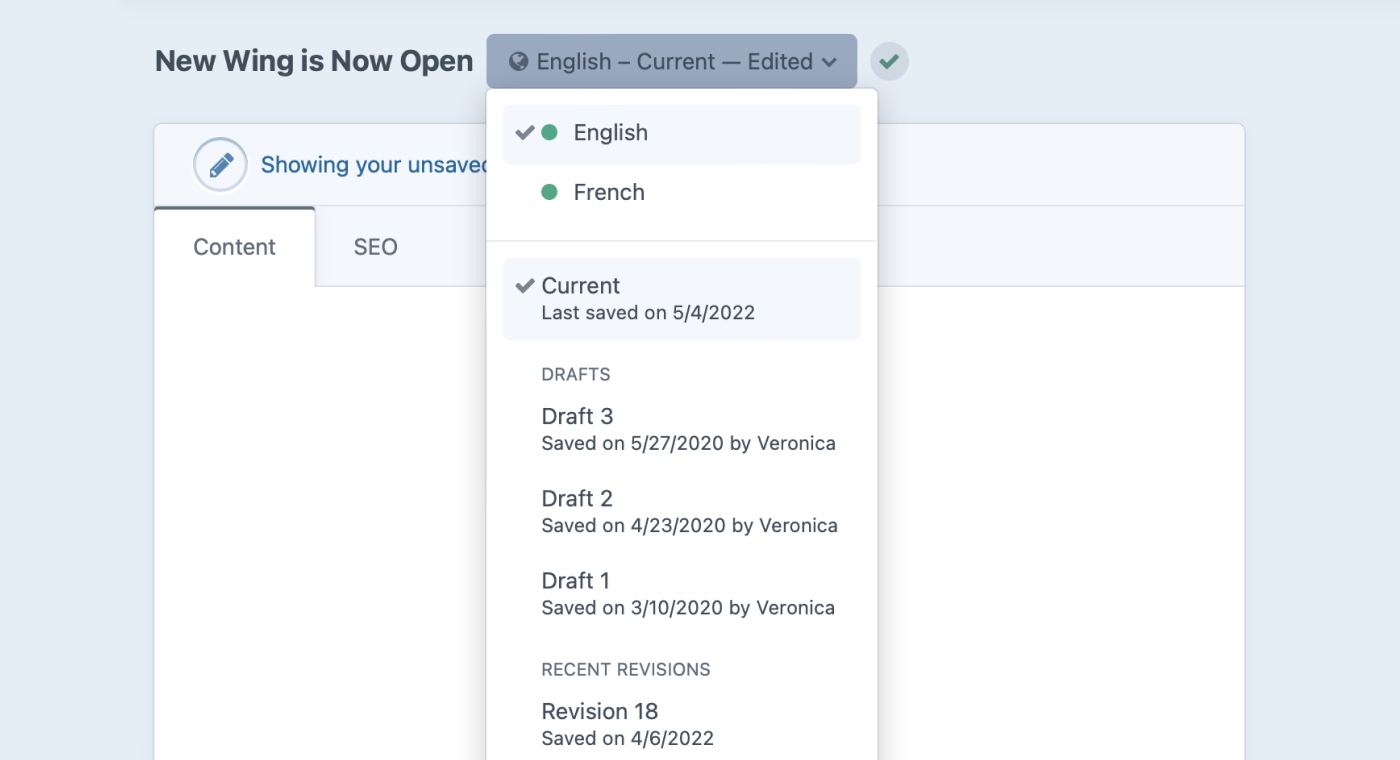 New Wing is Now Open
English – Current — Edited
English
French
Showing your unsaved
Content
SEO
Current
Last saved on 5/4/2022
DRAFTS
Draft 3
Saved on 5/27/2020 by Veronica
Draft 2
Saved on 4/23/2020 by Veronica
Draft 1
Saved on 3/10/2020 by Veronica
RECENT REVISIONS
Revision 18
Saved on 4/6/2022